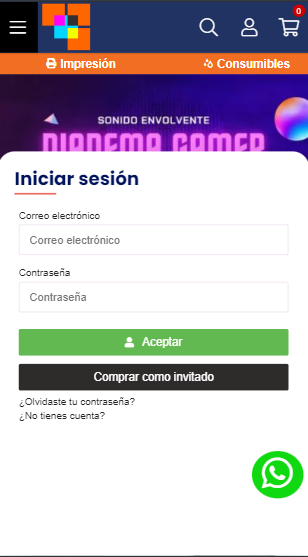 0
Impresión
Consumibles
SONIDO ENVOLVENTE
DIADEMA GAMER
Iniciar sesión
Correo electrónico
Correo electrónico
Contraseña
Contraseña
Aceptar
Comprar como invitado
¿Olvidaste tu contraseña?
¿No tienes cuenta?